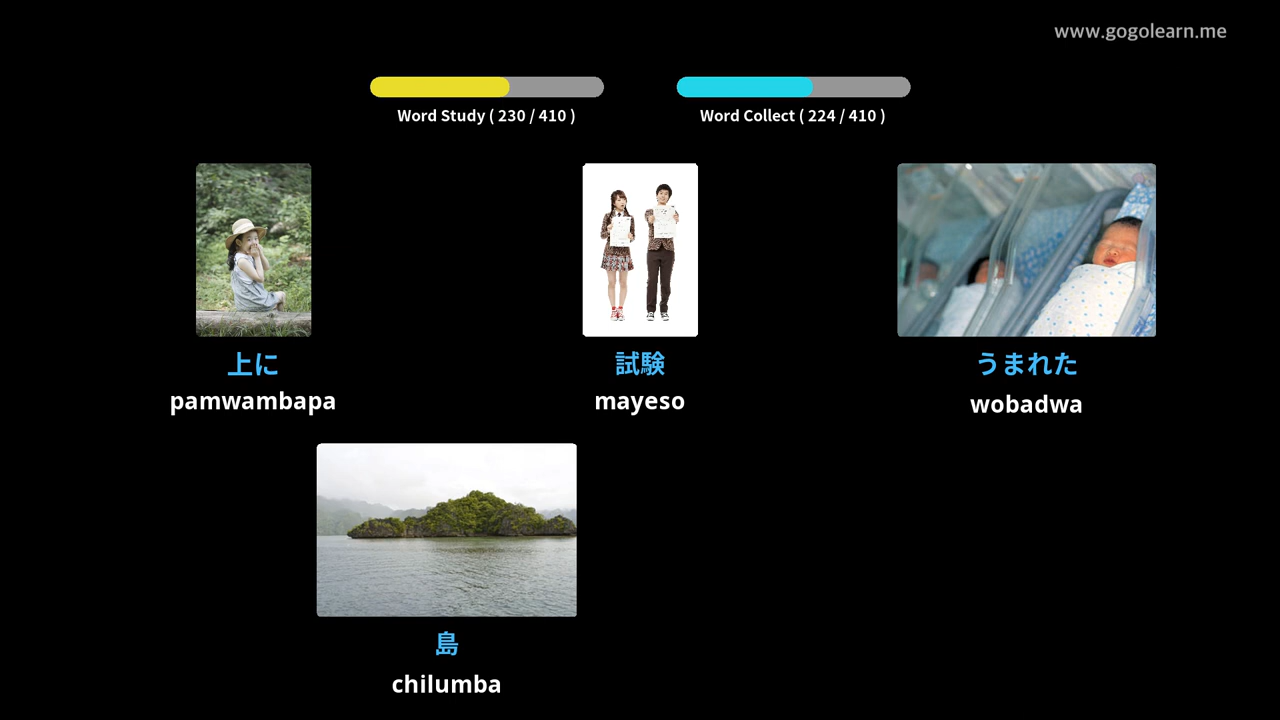 www.gogolearn.me
Word Study ( 230 / 410 )
Word Collect ( 224 / 410 )
上に
pamwambapa
試験
mayeso
うまれた
wobadwa
島
chilumba